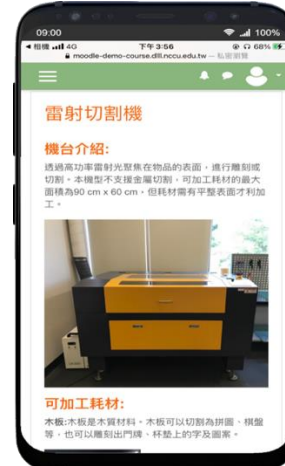 09:00
100%
相機 4G 下午3:56 68%
moodle-demo-course.dlll.nccu.edu.tw — 私密瀏覽
雷射切割機
機台介紹:
透過高功率雷射光聚焦在物品的表面，進行雕刻或
切割。本機型不支援金屬切割，可加工耗材的最大
面積為90 cm x 60 cm，但耗材需有平整表面才利加
工。
可加工耗材:
木板:木板是木質材料。木板可以切割為拼圖、棋盤
等，也可以雕刻出門牌、杯墊上的字及圖案。